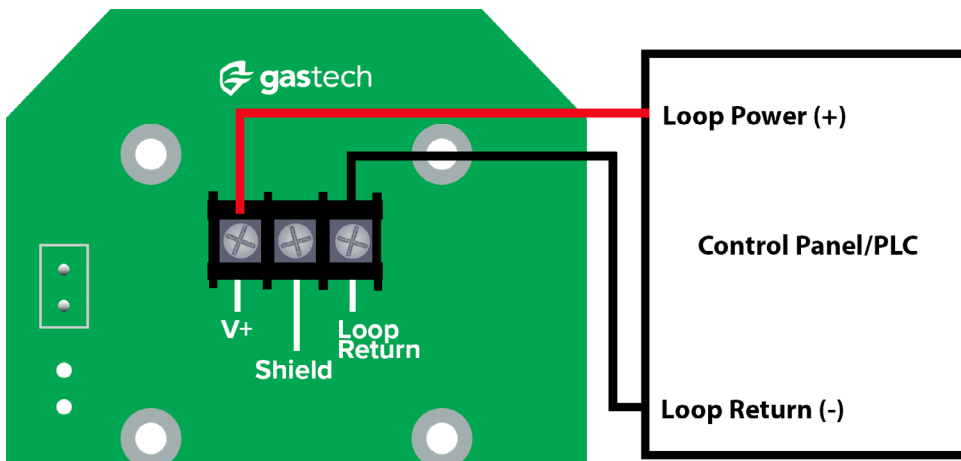 gastech
Loop Power (+)
Control Panel/PLC
V+
Shield
Loop
Return
Loop Return (-)